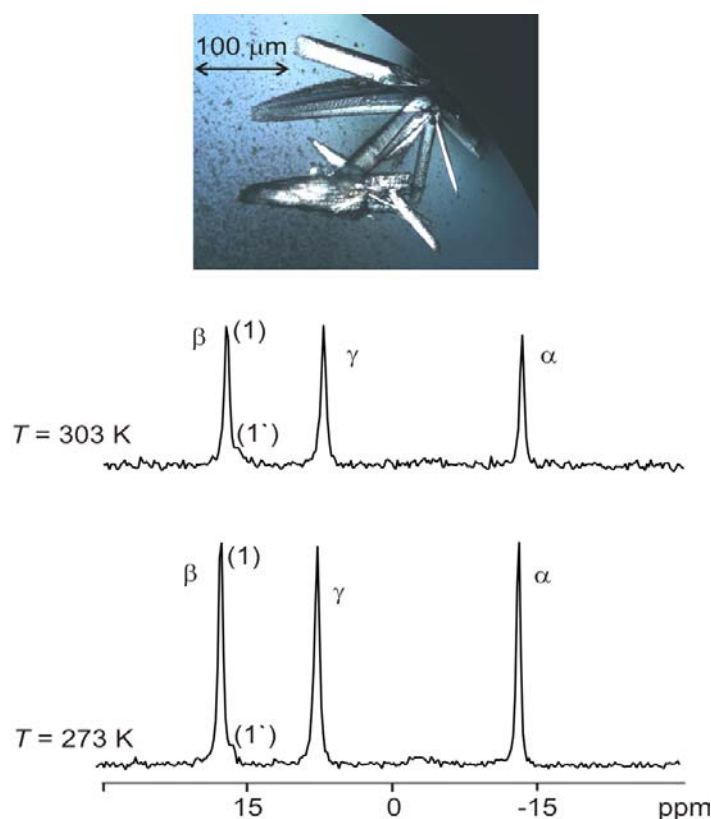 100 μm
β (1)
γ
α
T = 303 K
(1`)
β (1)
γ
α
T = 273 K
(1`)
15 0 -15 ppm